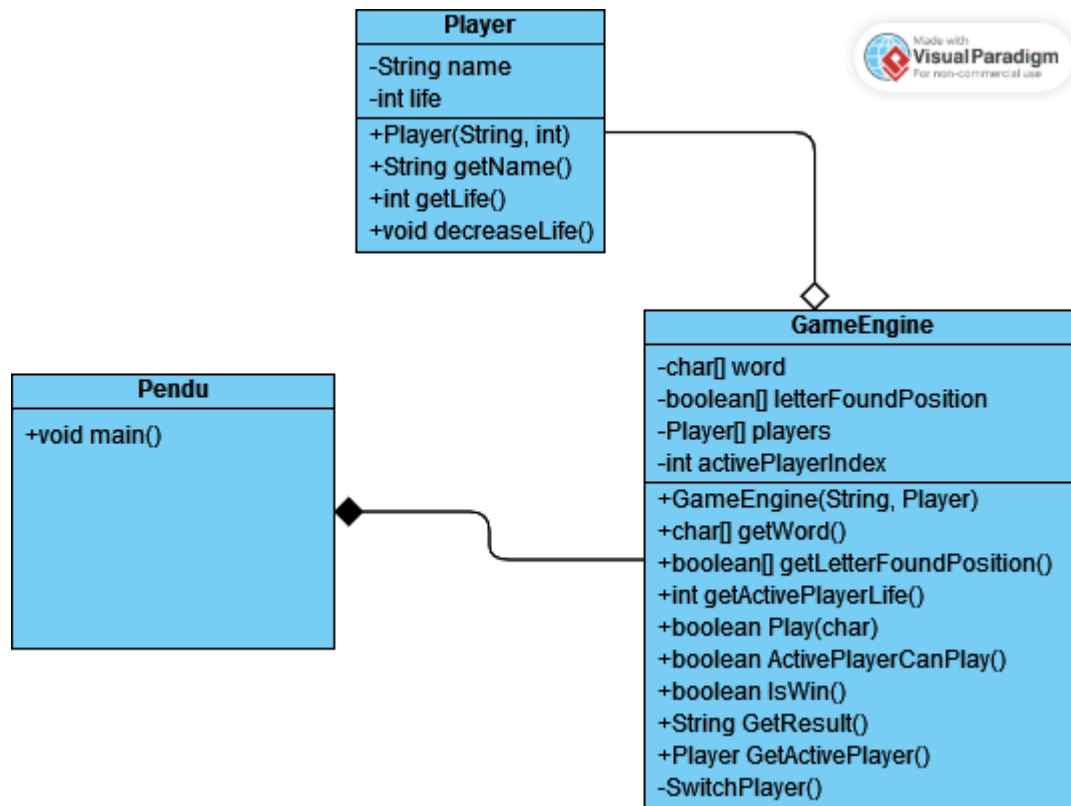 Player
-String name
-int life
+Player(String, int)
+String getName()
+int getLife()
+void decreaseLife()
Made with
Visual Paradigm
For non-commercial use
Pendu
+void main()
GameEngine
-char[] word
-boolean[] letterFoundPosition
-Player[] players
-int activePlayerIndex
+GameEngine(String, Player)
+char[] getWord()
+boolean[] getLetterFoundPosition()
+int getActivePlayerLife()
+boolean Play(char)
+boolean ActivePlayerCanPlay()
+boolean IsWin()
+String GetResult()
+Player GetActivePlayer()
-SwitchPlayer()